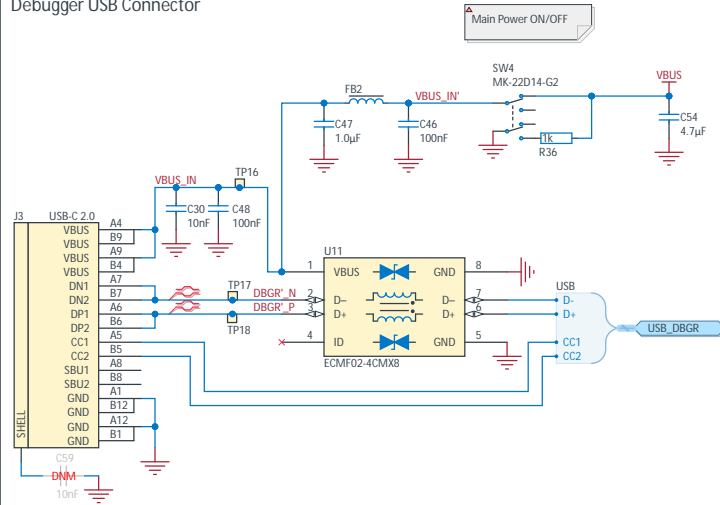 Debugger USB Connector
Main Power ON/OFF
SW4
MK-22D14-G2
FB2
VBUS_IN'
VBUS
C47
1.0µF
C46
100nF
1k
R36
C54
4.7µF
TP16
VBUS_IN
C30
10nF
C48
100nF
J3
USB-C 2.0
VBUS A4
VBUS B9
VBUS A9
VBUS B4
DN1 A7
DN2 B7
DP1 A6
DP2 B6
CC1 A5
CC2 B5
SBU1 A8
SBU2 B8
GND A1
GND B12
GND A12
GND B1
SHELL
TP17
DBGR'_N
DBGR'_P
TP18
U11
1 VBUS GND 8
2 D– D– 7
3 D+ D+ 6
4 ID GND 5
ECMF02-4CMX8
USB
D-
D+
CC1
CC2
USB_DBGR
C59
DNM
10nF